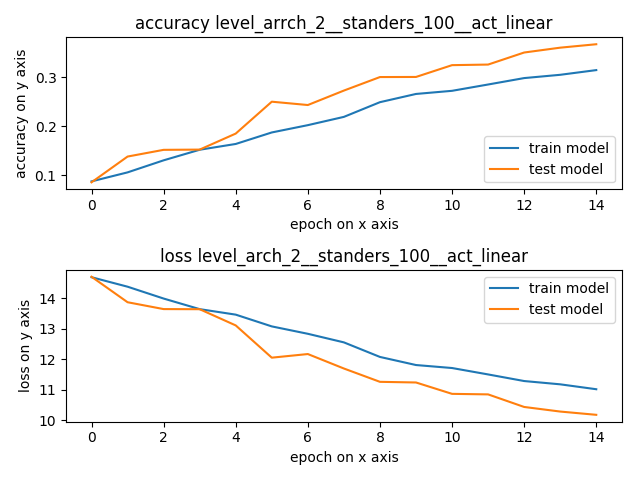 accuracy level_arrch_2__standers_100__act_linear
accuracy on y axis
0.3
0.2
0.1
train model
test model
0 2 4 6 8 10 12 14
epoch on x axis
loss level_arch_2__standers_100__act_linear
loss on y axis
14
13
12
11
10
train model
test model
0 2 4 6 8 10 12 14
epoch on x axis